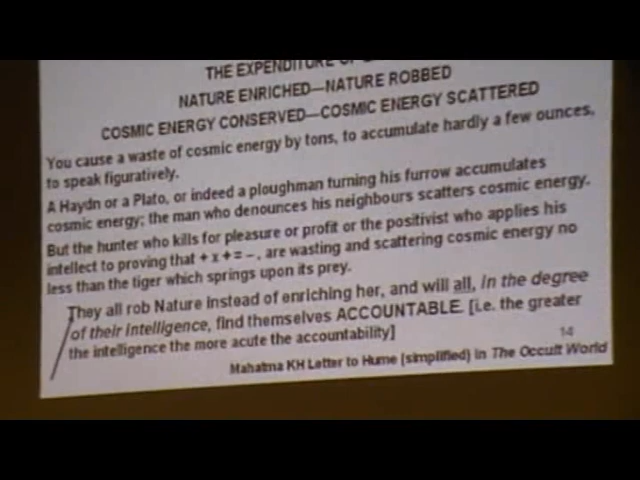 THE EXPENDITURE OF
NATURE ENRICHED—NATURE ROBBED
COSMIC ENERGY CONSERVED—COSMIC ENERGY SCATTERED
You cause a waste of cosmic energy by tons, to accumulate hardly a few ounces,
to speak figuratively.
A Haydn or a Plato, or indeed a ploughman turning his furrow accumulates
cosmic energy; the man who denounces his neighbours scatters cosmic energy.
But the hunter who kills for pleasure or profit or the positivist who applies his
intellect to proving that + x + = –, are wasting and scattering cosmic energy no
less than the tiger which springs upon its prey.
They all rob Nature instead of enriching her, and will all, in the degree
of their intelligence, find themselves ACCOUNTABLE. [i.e. the greater
the intelligence the more acute the accountability]
14
Mahatma KH Letter to Hume (simplified) in The Occult World